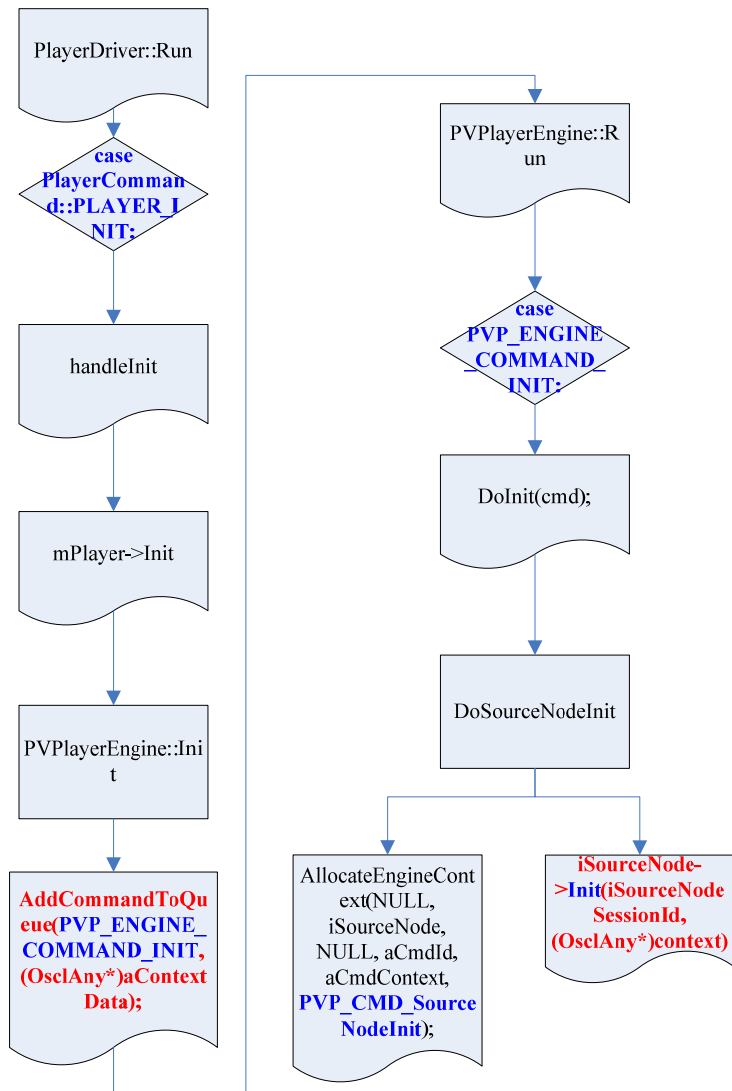 PlayerDriver::Run
case
PlayerComman
d::PLAYER_I
NIT:
handleInit
mPlayer->Init
PVPlayerEngine::Ini
t
AddCommandToQu
eue(PVP_ENGINE_
COMMAND_INIT,
(OsclAny*)aContext
Data);
PVPlayerEngine::R
un
case
PVP_ENGINE
_COMMAND_
INIT:
DoInit(cmd);
DoSourceNodeInit
AllocateEngineCont
ext(NULL,
iSourceNode,
NULL, aCmdId,
aCmdContext,
PVP_CMD_Source
NodeInit);
iSourceNode-
>Init(iSourceNode
SessionId,
(OsclAny*)context)